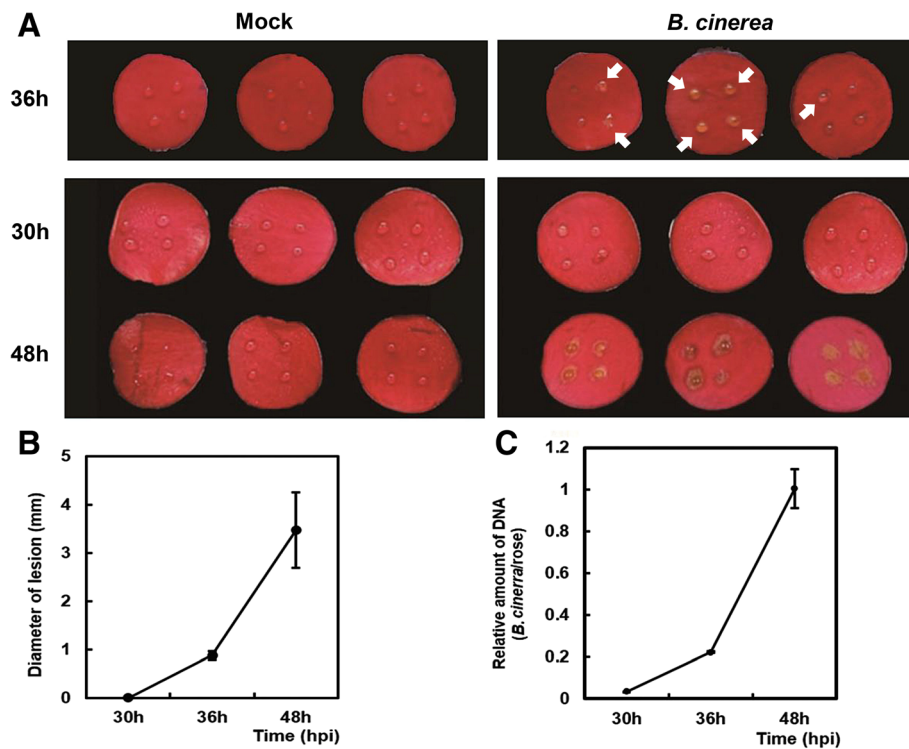 A
Mock
B. cinerea
36h
30h
48h
B
Diameter of lesion (mm)
5
4
3
2
1
0
30h 36h 48h
Time (hpi)
C
Relative amount of DNA
(B. cinerra/rose)
1.2
1
0.8
0.6
0.4
0.2
0
30h 36h 48h
Time (hpi)